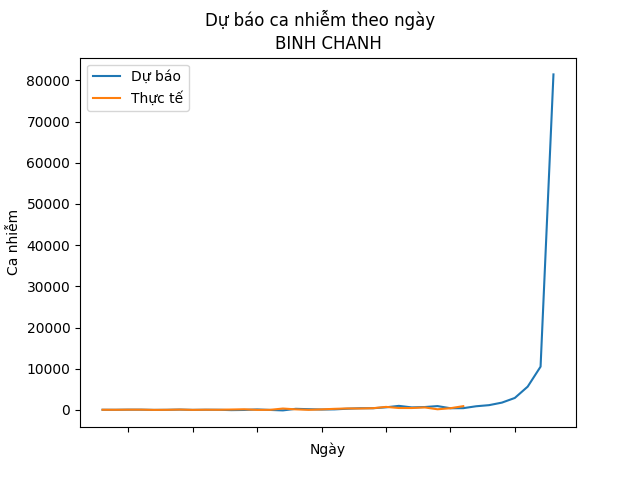 Dự báo ca nhiễm theo ngày
BINH CHANH
Dự báo
Thực tế
80000
70000
60000
50000
40000
30000
20000
10000
0
Ca nhiễm
Ngày